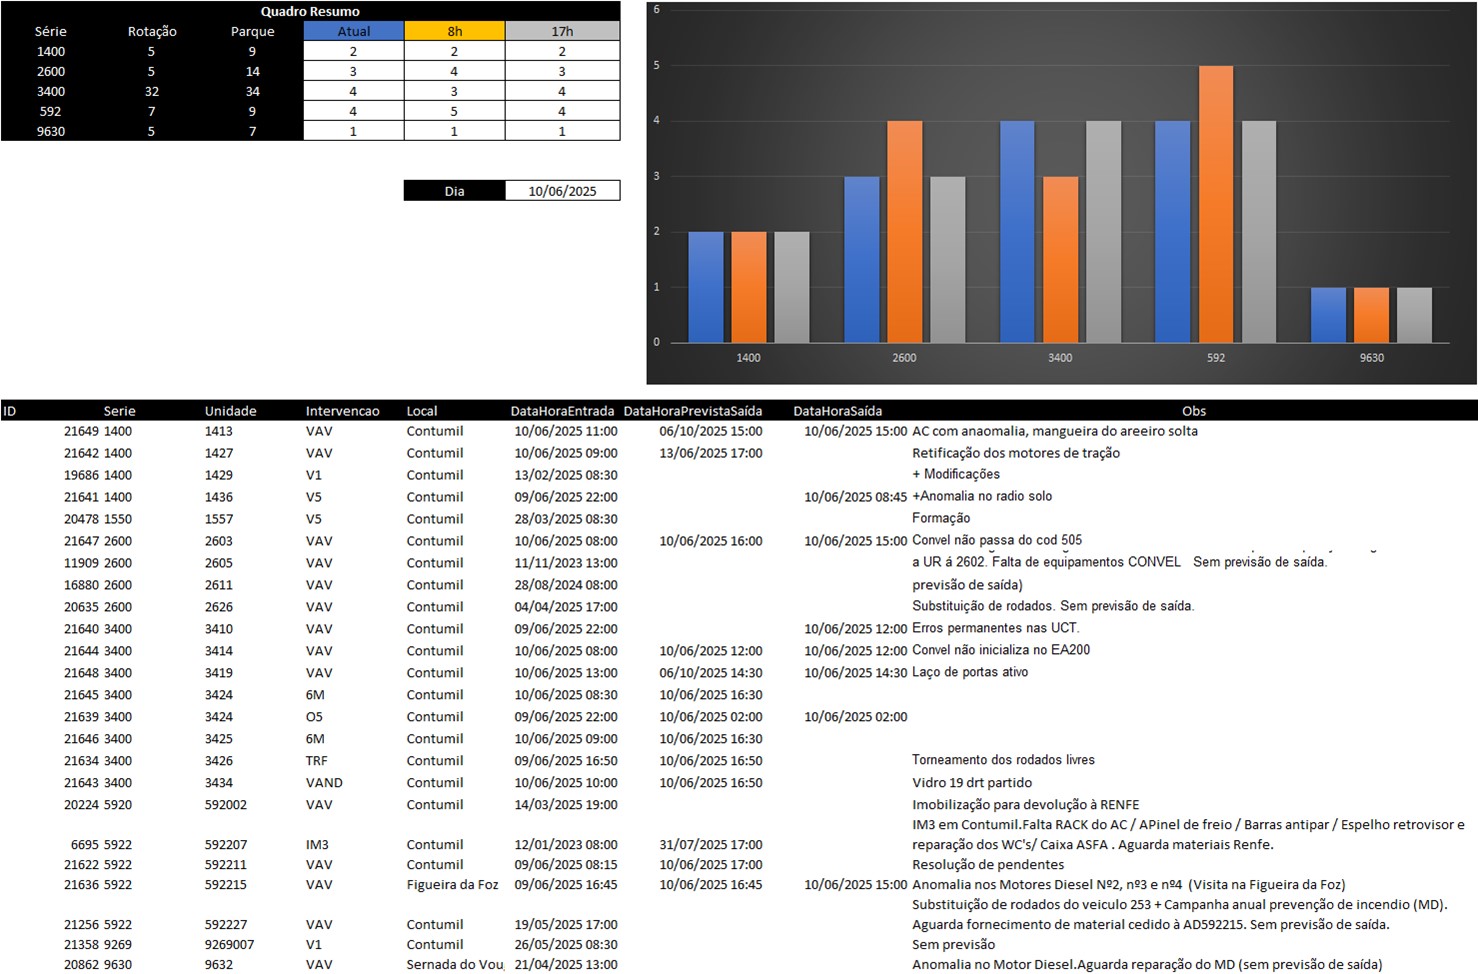 Quadro Resumo
Série Rotação Parque Atual 8h 17h
1400 5 9 2 2 2
2600 5 14 3 4 3
3400 32 34 4 3 4
592 7 9 4 5 4
9630 5 7 1 1 1
Dia 10/06/2025
6
5
4
3
2
1
0
1400 2600 3400 592 9630
ID Serie Unidade Intervencao Local DataHoraEntrada DataHoraPrevistaSaída DataHoraSaída Obs
21649 1400 1413 VAV Contumil 10/06/2025 11:00 06/10/2025 15:00 10/06/2025 15:00 AC com anaomalia, mangueira do areeiro solta
21642 1400 1427 VAV Contumil 10/06/2025 09:00 13/06/2025 17:00 Retificação dos motores de tração
19686 1400 1429 V1 Contumil 13/02/2025 08:30 + Modificações
21641 1400 1436 V5 Contumil 09/06/2025 22:00 10/06/2025 08:45 +Anomalia no radio solo
20478 1550 1557 V5 Contumil 28/03/2025 08:30 Formação
21647 2600 2603 VAV Contumil 10/06/2025 08:00 10/06/2025 16:00 10/06/2025 15:00 Convel não passa do cod 505
11909 2600 2605 VAV Contumil 11/11/2023 13:00 a UR á 2602. Falta de equipamentos CONVEL Sem previsão de saída.
16880 2600 2611 VAV Contumil 28/08/2024 08:00 previsão de saída)
20635 2600 2626 VAV Contumil 04/04/2025 17:00 Substituição de rodados. Sem previsão de saída.
21640 3400 3410 VAV Contumil 09/06/2025 22:00 10/06/2025 12:00 Erros permanentes nas UCT.
21644 3400 3414 VAV Contumil 10/06/2025 08:00 10/06/2025 12:00 10/06/2025 12:00 Convel não inicializa no EA200
21648 3400 3419 VAV Contumil 10/06/2025 13:00 06/10/2025 14:30 10/06/2025 14:30 Laço de portas ativo
21645 3400 3424 6M Contumil 10/06/2025 08:30 10/06/2025 16:30
21639 3400 3424 O5 Contumil 09/06/2025 22:00 10/06/2025 02:00 10/06/2025 02:00
21646 3400 3425 6M Contumil 10/06/2025 09:00 10/06/2025 16:30
21634 3400 3426 TRF Contumil 09/06/2025 16:50 10/06/2025 16:50 Torneamento dos rodados livres
21643 3400 3434 VAND Contumil 10/06/2025 10:00 10/06/2025 16:50 Vidro 19 drt partido
20224 5920 592002 VAV Contumil 14/03/2025 19:00 Imobilização para devolução à RENFE
IM3 em Contumil.Falta RACK do AC / APinel de freio / Barras antipar / Espelho retrovisor e
6695 5922 592207 IM3 Contumil 12/01/2023 08:00 31/07/2025 17:00 reparação dos WC's/ Caixa ASFA . Aguarda materiais Renfe.
21622 5922 592211 VAV Contumil 09/06/2025 08:15 10/06/2025 17:00 Resolução de pendentes
21636 5922 592215 VAV Figueira da Foz 09/06/2025 16:45 10/06/2025 16:45 10/06/2025 15:00 Anomalia nos Motores Diesel Nº2, nº3 e nº4 (Visita na Figueira da Foz)
Substituição de rodados do veiculo 253 + Campanha anual prevenção de incendio (MD).
21256 5922 592227 VAV Contumil 19/05/2025 17:00 Aguarda fornecimento de material cedido à AD592215. Sem previsão de saída.
21358 9269 9269007 V1 Contumil 26/05/2025 08:30 Sem previsão
20862 9630 9632 VAV Sernada do Vou 21/04/2025 13:00 Anomalia no Motor Diesel.Aguarda reparação do MD (sem previsão de saída)